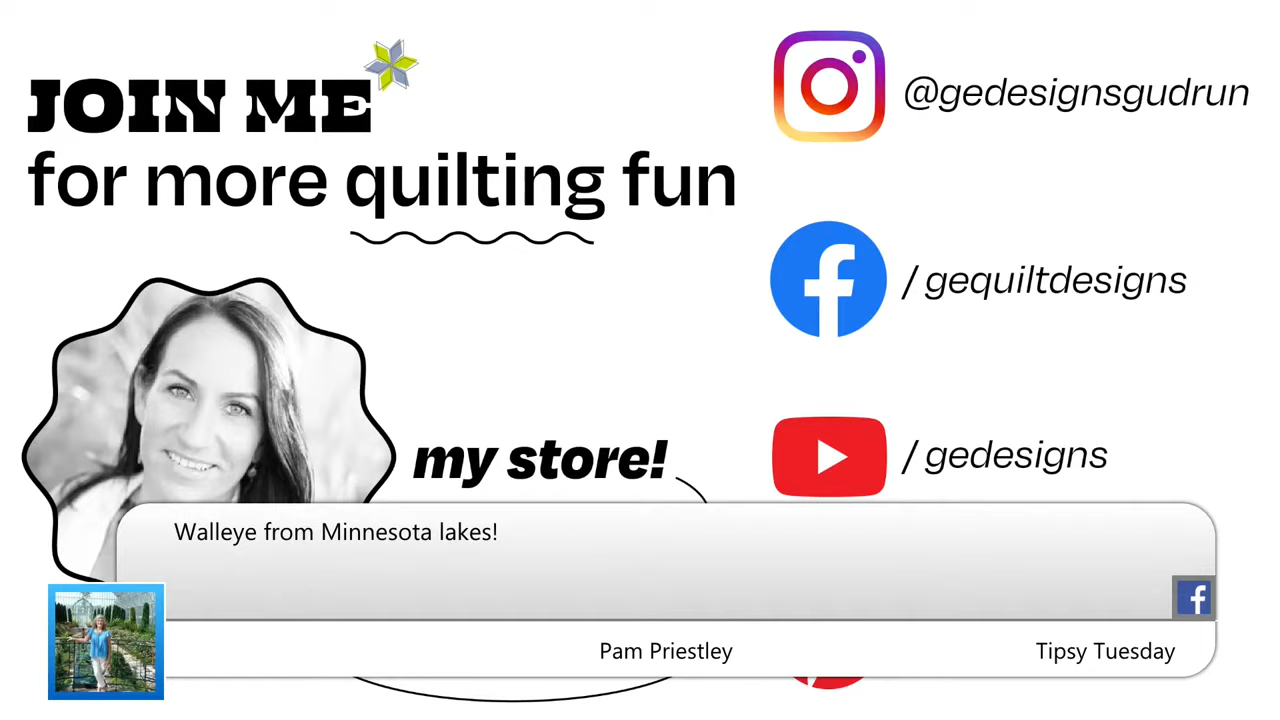 JOIN ME
for more quilting fun
@gedesignsgudrun
/ gequiltdesigns
/ gedesigns
my store!
Walleye from Minnesota lakes!
Pam Priestley
Tipsy Tuesday